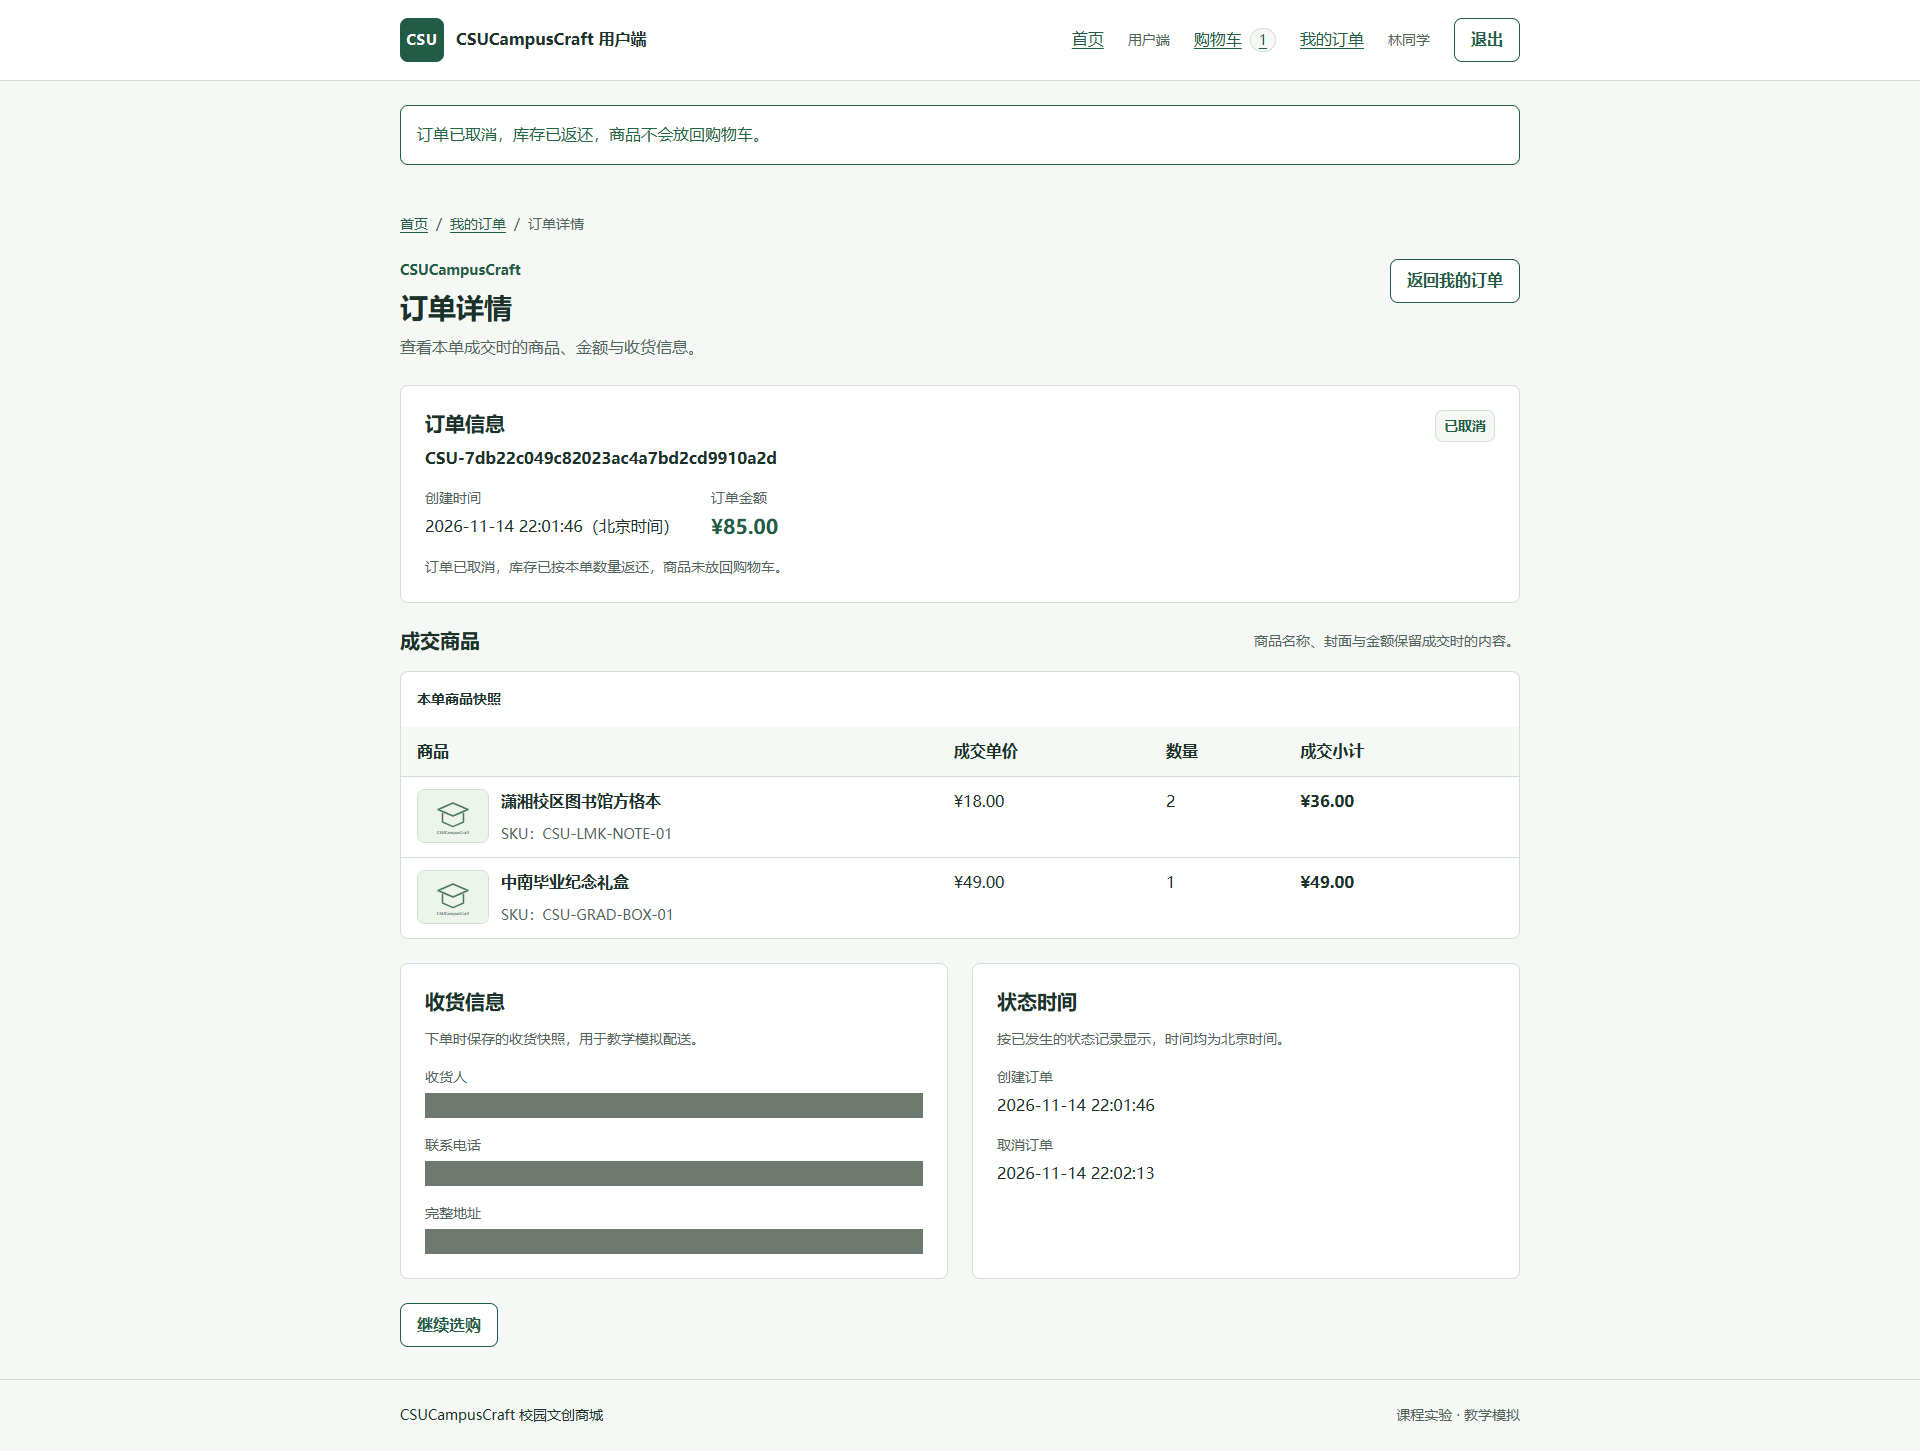 CSU CSUCampusCraft 用户端 首页 用户端 购物车 1 我的订单 林同学 退出
订单已取消，库存已返还，商品不会放回购物车。
首页 / 我的订单 / 订单详情
CSUCampusCraft
返回我的订单
订单详情
查看本单成交时的商品、金额与收货信息。
订单信息
已取消
CSU-7db22c049c82023ac4a7bd2cd9910a2d
创建时间 订单金额
2026-11-14 22:01:46（北京时间） ¥85.00
订单已取消，库存已按本单数量返还，商品未放回购物车。
成交商品 商品名称、封面与金额保留成交时的内容。
本单商品快照
商品 成交单价 数量 成交小计
潇湘校区图书馆方格本 ¥18.00 2 ¥36.00
CSUCampusCraft
SKU：CSU-LMK-NOTE-01
中南毕业纪念礼盒 ¥49.00 1 ¥49.00
CSUCampusCraft
SKU：CSU-GRAD-BOX-01
收货信息
下单时保存的收货快照，用于教学模拟配送。
收货人
联系电话
完整地址
状态时间
按已发生的状态记录显示，时间均为北京时间。
创建订单
2026-11-14 22:01:46
取消订单
2026-11-14 22:02:13
继续选购
CSUCampusCraft 校园文创商城 课程实验 · 教学模拟